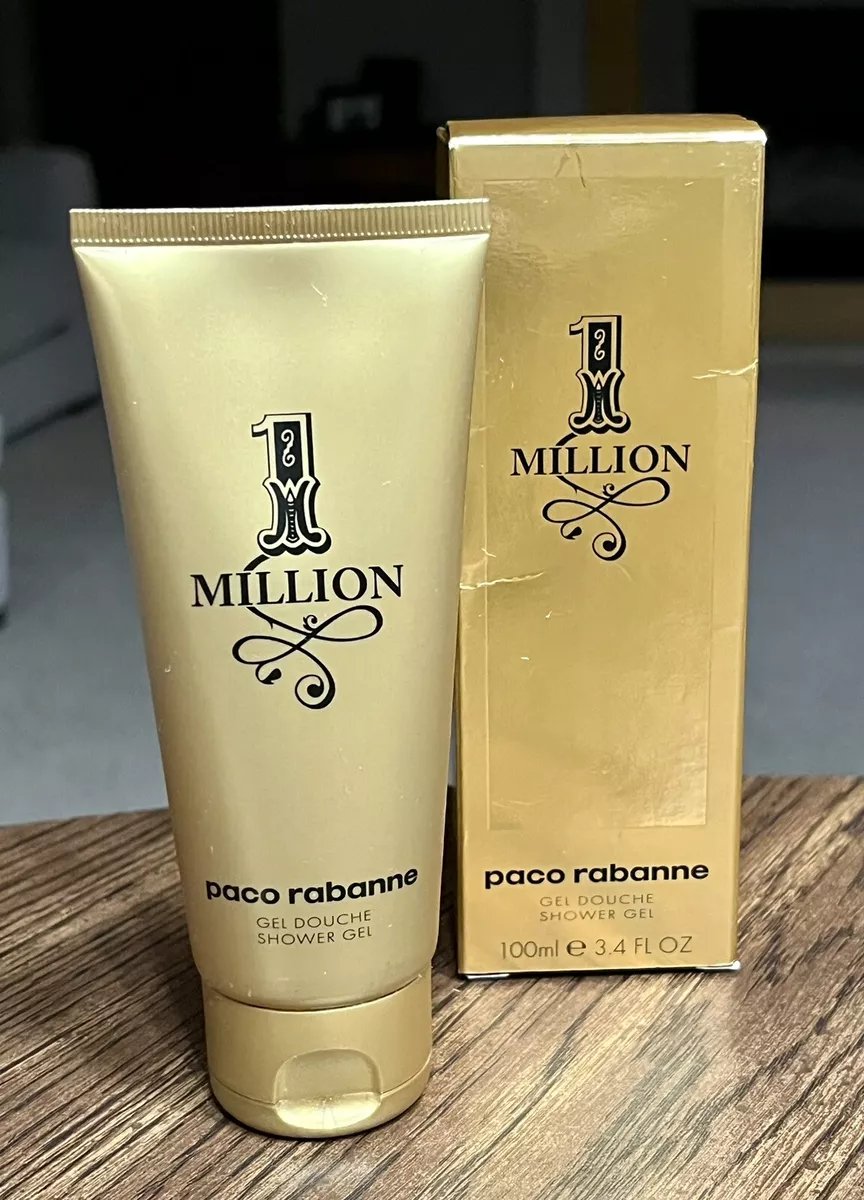 1
MILLION
paco rabanne
GEL DOUCHE
SHOWER GEL
1
MILLION
paco rabanne
GEL DOUCHE
SHOWER GEL
100ml e 3.4 FL OZ